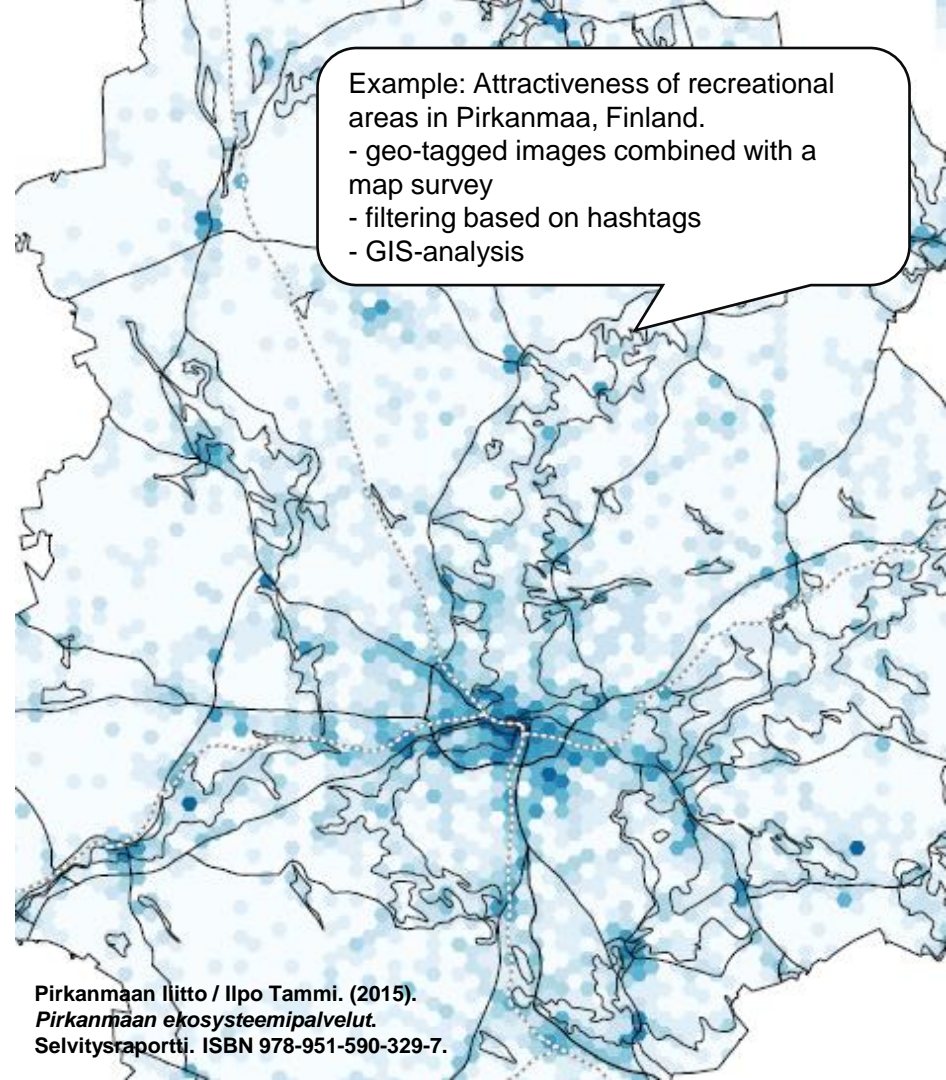 Example: Attractiveness of recreational
areas in Pirkanmaa, Finland.
- geo-tagged images combined with a
map survey
- filtering based on hashtags
- GIS-analysis
Pirkanmaan liitto / Ilpo Tammi. (2015).
Pirkanmaan ekosysteemipalvelut.
Selvitysraportti. ISBN 978-951-590-329-7.